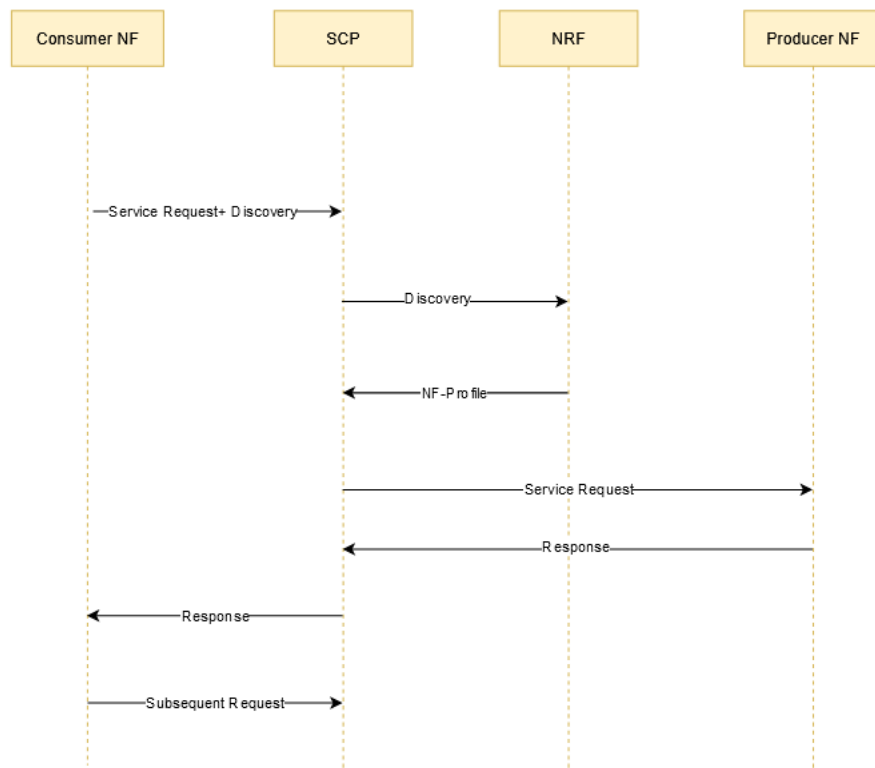 Consumer NF
SCP
NRF
Producer NF
Service Request+ Discovery
Discovery
NF-Profile
Service Request
Response
Response
Subsequent Request